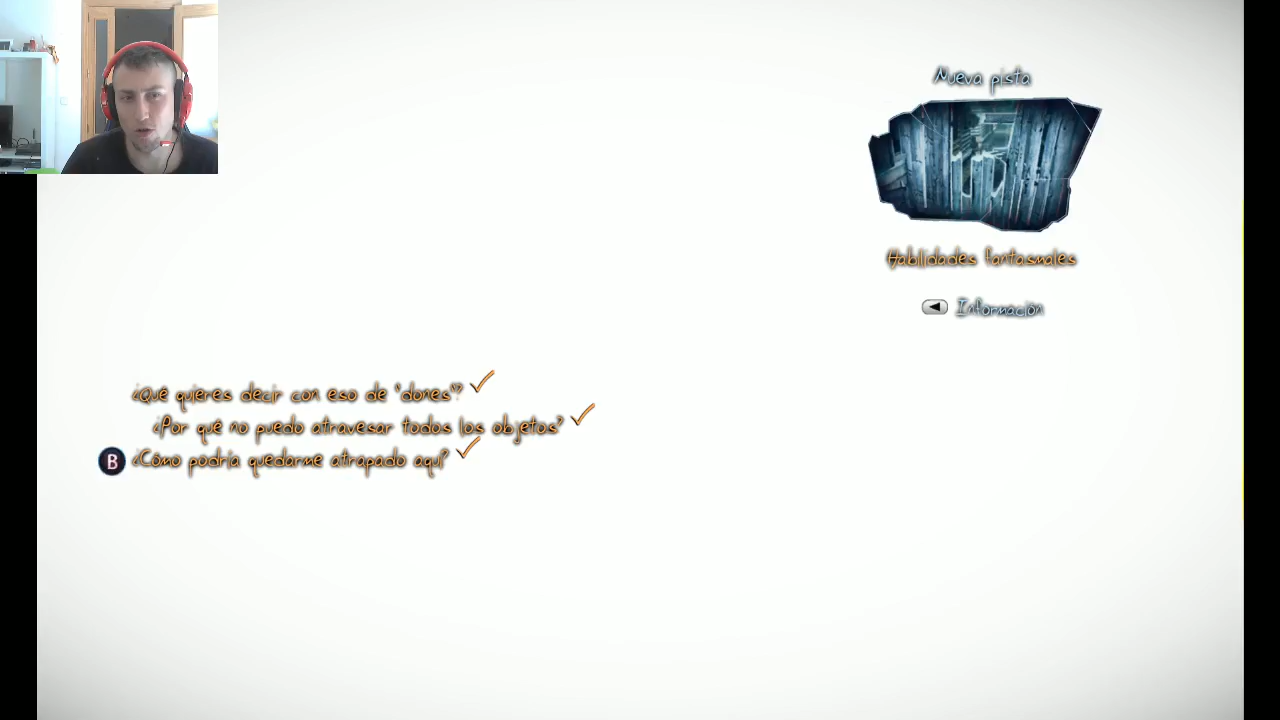 Nueva pista
Habilidades fantasmales
Información
¿Qué quieres decir con eso de "dones"?
¿Por qué no puedo atravesar todos los objetos?
B ¿Cómo podría quedarme atrapado aquí?